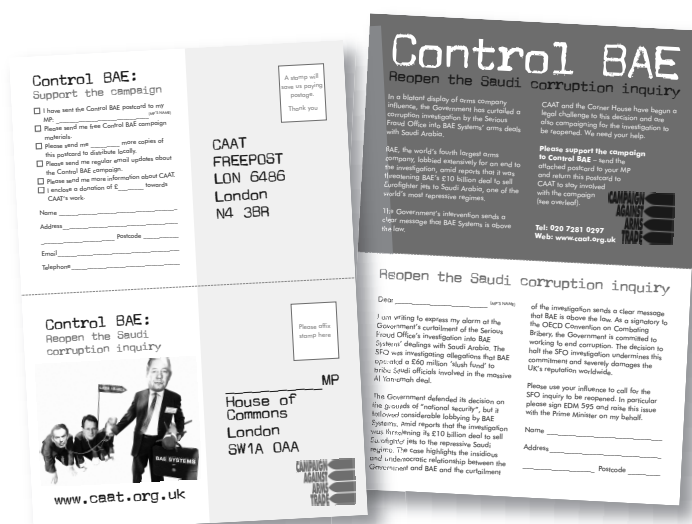 Control BAE:
Support the campaign
I have sent the Control BAE postcard to my
MP: (MP'S NAME)
Please send me free Control BAE campaign
materials.
Please send me more copies of
this postcard to distribute locally.
Please send me regular email updates about
the Control BAE campaign.
Please send me more information about CAAT.
I enclose a donation of £ towards
CAAT's work.
Name
Address
Postcode
Email
Telephone
A stamp will
save us paying
postage.
Thank you
CAAT
FREEPOST
LON 6486
London
N4 3BR
Control BAE:
Reopen the Saudi
corruption inquiry
BAE SYSTEMS
www.caat.org.uk
Please affix
stamp here
MP
House of
Commons
London
SW1A 0AA
CAMPAIGN
AGAINST
ARMS
TRADE
Control BAE
Reopen the Saudi corruption inquiry
In a blatant display of arms company
influence, the Government has curtailed a
corruption investigation by the Serious
Fraud Office into BAE Systems' arms deals
with Saudi Arabia.
BAE, the world's fourth largest arms
company, lobbied extensively for an end to
the investigation, amid reports that it was
threatening BAE's £10 billion deal to sell
Eurofighter jets to Saudi Arabia, one of the
world's most repressive regimes.
The Government's intervention sends a
clear message that BAE Systems is above
the law.
CAAT and the Corner House have begun a
legal challenge to this decision and are
also campaigning for the investigation to
be reopened. We need your help.
Please support the campaign
to Control BAE – send the
attached postcard to your MP
and return this postcard to
CAAT to stay involved
with the campaign
(see overleaf).
Tel: 020 7281 0297
Web: www.caat.org.uk
CAMPAIGN
AGAINST
ARMS
TRADE
Reopen the Saudi corruption inquiry
Dear (MP'S NAME)
I am writing to express my alarm at the
Government's curtailment of the Serious
Fraud Office's investigation into BAE
Systems' dealings with Saudi Arabia. The
SFO was investigating allegations that BAE
operated a £60 million 'slush fund' to
bribe Saudi officials involved in the massive
Al Yamamah deal.
The Government defended its decision on
the grounds of "national security", but it
followed considerable lobbying by BAE
Systems, amid reports that the investigation
was threatening its £10 billion deal to sell
Eurofighter jets to the repressive Saudi
regime. The case highlights the insidious
and undemocratic relationship between the
Government and BAE and the curtailment
of the investigation sends a clear message
that BAE is above the law. As a signatory to
the OECD Convention on Combating
Bribery, the Government is committed to
working to end corruption. The decision to
halt the SFO investigation undermines this
commitment and severely damages the
UK's reputation worldwide.
Please use your influence to call for the
SFO inquiry to be reopened. In particular
please sign EDM 595 and raise this issue
with the Prime Minister on my behalf.
Name
Address
Postcode